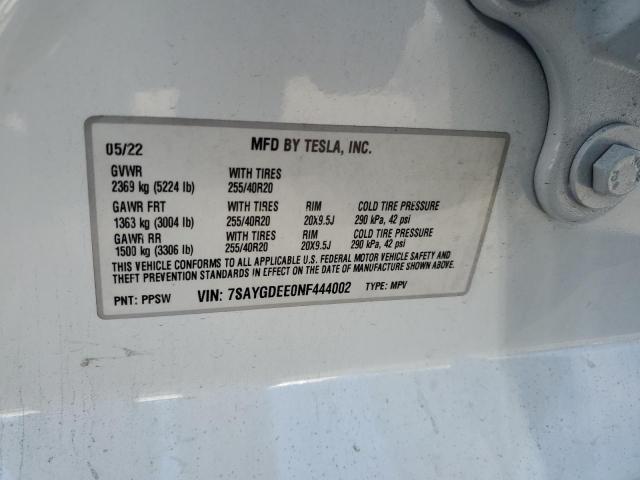 05/22 MFD BY TESLA, INC.
GVWR WITH TIRES
2369 kg (5224 lb) 255/40R20
GAWR FRT WITH TIRES RIM COLD TIRE PRESSURE
1363 kg (3004 lb) 255/40R20 20X9.5J 290 kPa, 42 psi
GAWR RR WITH TIRES RIM COLD TIRE PRESSURE
1500 kg (3306 lb) 255/40R20 20X9.5J 290 kPa, 42 psi
THIS VEHICLE CONFORMS TO ALL APPLICABLE U.S. FEDERAL MOTOR VEHICLE SAFETY AND
THEFT PREVENTION STANDARDS IN EFFECT ON THE DATE OF MANUFACTURE SHOWN ABOVE.
PNT: PPSW VIN: 7SAYGDEE0NF444002 TYPE: MPV